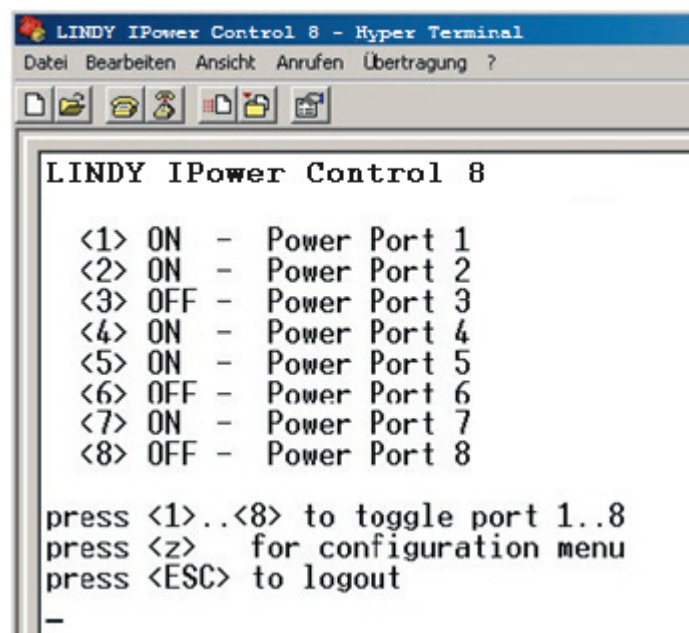 LINDY IPower Control 8 - Hyper Terminal
Datei Bearbeiten Ansicht Anrufen Übertragung ?
LINDY IPower Control 8
<1> ON - Power Port 1
<2> ON - Power Port 2
<3> OFF - Power Port 3
<4> ON - Power Port 4
<5> ON - Power Port 5
<6> OFF - Power Port 6
<7> ON - Power Port 7
<8> OFF - Power Port 8
press <1>..<8> to toggle port 1..8
press <z> for configuration menu
press <ESC> to logout
_